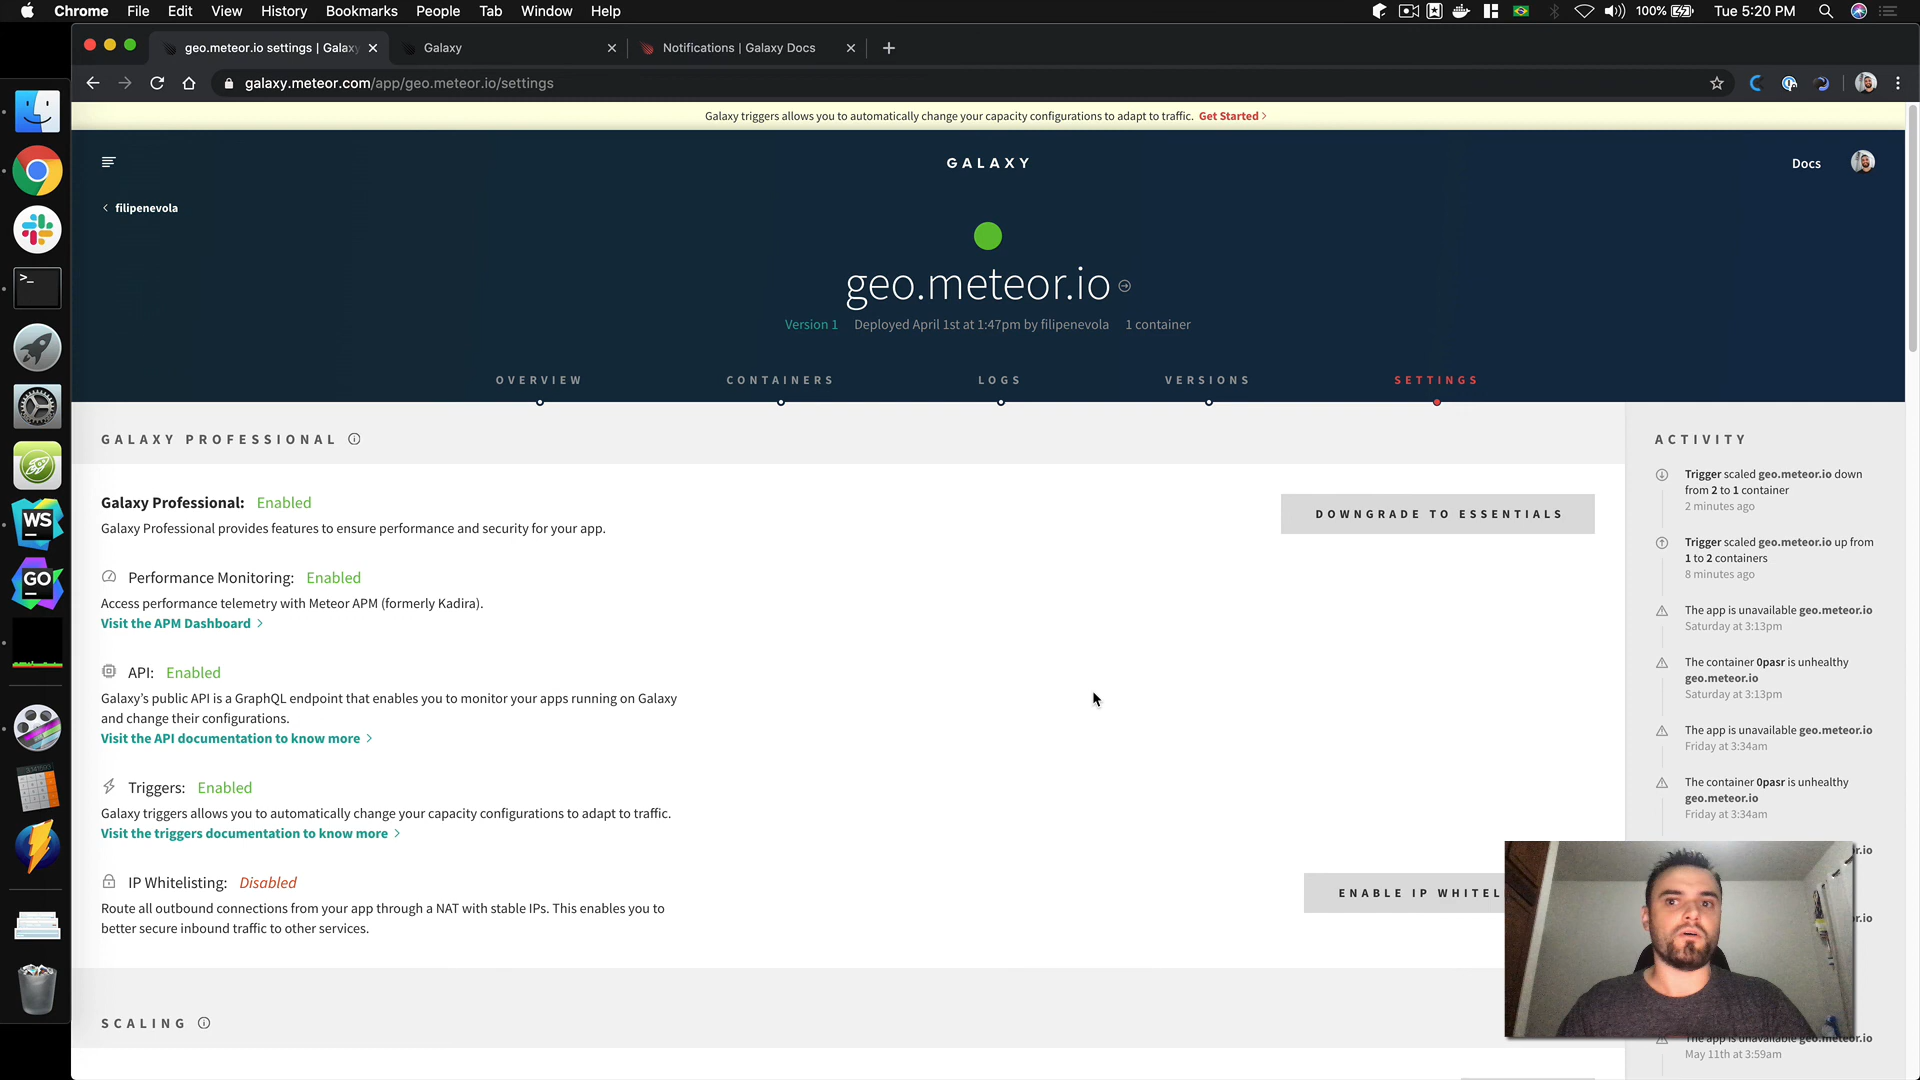 Chrome File Edit View History Bookmarks People Tab Window Help
100% Tue 5:20 PM
geo.meteor.io settings | Galaxy
Galaxy
Notifications | Galaxy Docs
galaxy.meteor.com/app/geo.meteor.io/settings
Galaxy triggers allows you to automatically change your capacity configurations to adapt to traffic. Get Started
GALAXY
Docs
filipenevola
geo.meteor.io
Version 1 Deployed April 1st at 1:47pm by filipenevola 1 container
OVERVIEW CONTAINERS LOGS VERSIONS SETTINGS
GALAXY PROFESSIONAL
Galaxy Professional: Enabled
Galaxy Professional provides features to ensure performance and security for your app.
DOWNGRADE TO ESSENTIALS
Performance Monitoring: Enabled
Access performance telemetry with Meteor APM (formerly Kadira).
Visit the APM Dashboard
API: Enabled
Galaxy's public API is a GraphQL endpoint that enables you to monitor your apps running on Galaxy
and change their configurations.
Visit the API documentation to know more
Triggers: Enabled
Galaxy triggers allows you to automatically change your capacity configurations to adapt to traffic.
Visit the triggers documentation to know more
IP Whitelisting: Disabled
Route all outbound connections from your app through a NAT with stable IPs. This enables you to
better secure inbound traffic to other services.
ENABLE IP WHITEL
SCALING
ACTIVITY
Trigger scaled geo.meteor.io down
from 2 to 1 container
2 minutes ago
Trigger scaled geo.meteor.io up from
1 to 2 containers
8 minutes ago
The app is unavailable geo.meteor.io
Saturday at 3:13pm
The container 0pasr is unhealthy
geo.meteor.io
Saturday at 3:13pm
The app is unavailable geo.meteor.io
Friday at 3:34am
The container 0pasr is unhealthy
geo.meteor.io
Friday at 3:34am
r.io
r.io
The app is unavailable geo.meteor.io
May 11th at 3:59am
WS
GO